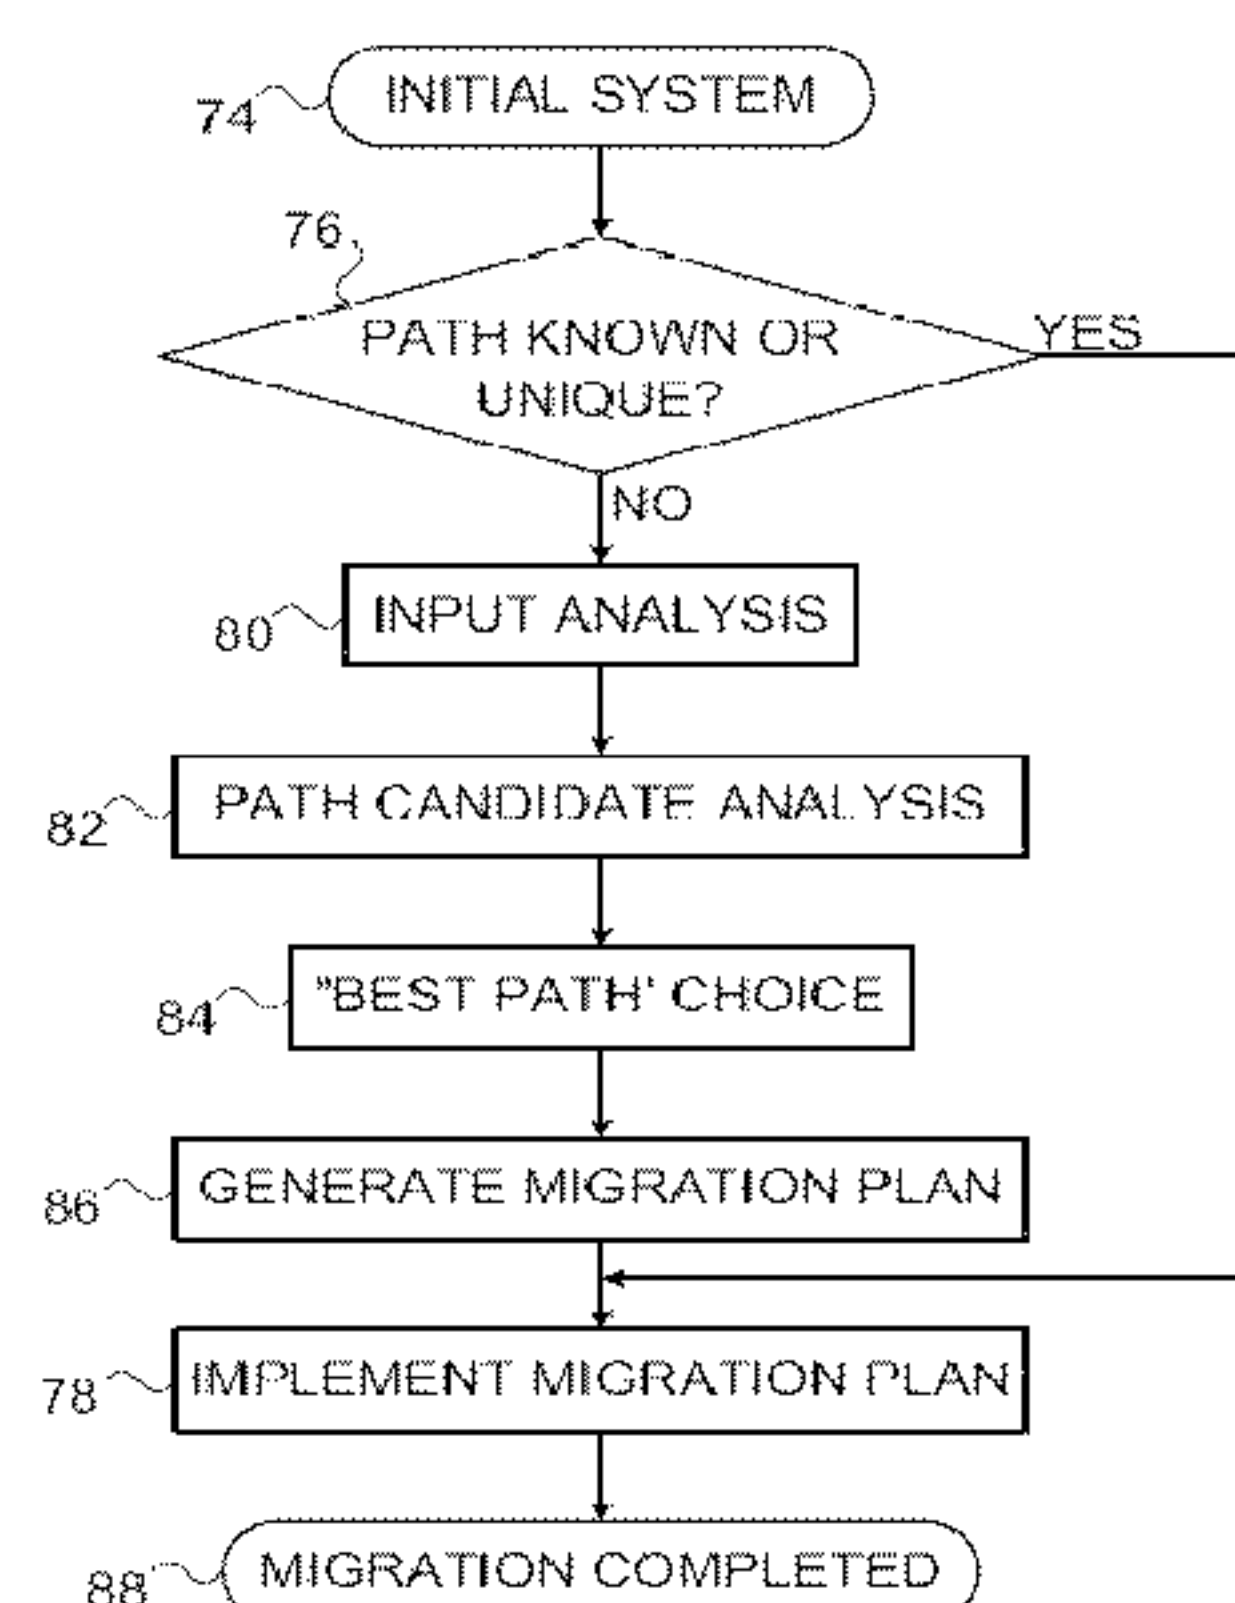 74 INITIAL SYSTEM
76
PATH KNOWN OR
UNIQUE?
YES
NO
80 INPUT ANALYSIS
82 PATH CANDIDATE ANALYSIS
84 "BEST PATH' CHOICE
86 GENERATE MIGRATION PLAN
78 IMPLEMENT MIGRATION PLAN
88 MIGRATION COMPLETED